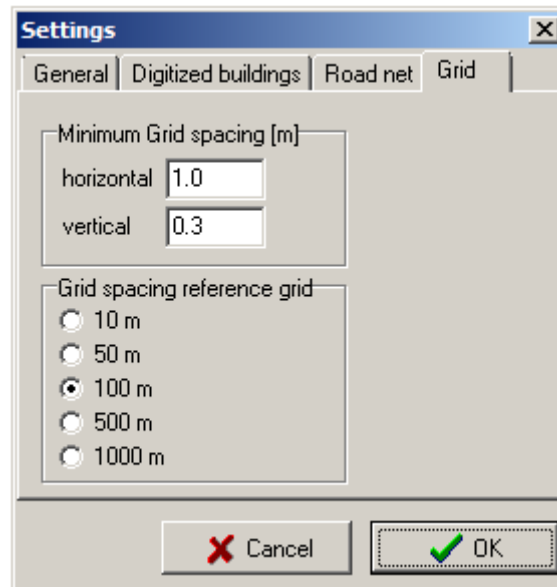 Settings
General Digitized buildings Road net Grid
Minimum Grid spacing [m]
horizontal 1.0
vertical 0.3
Grid spacing reference grid
10 m
50 m
100 m
500 m
1000 m
Cancel OK